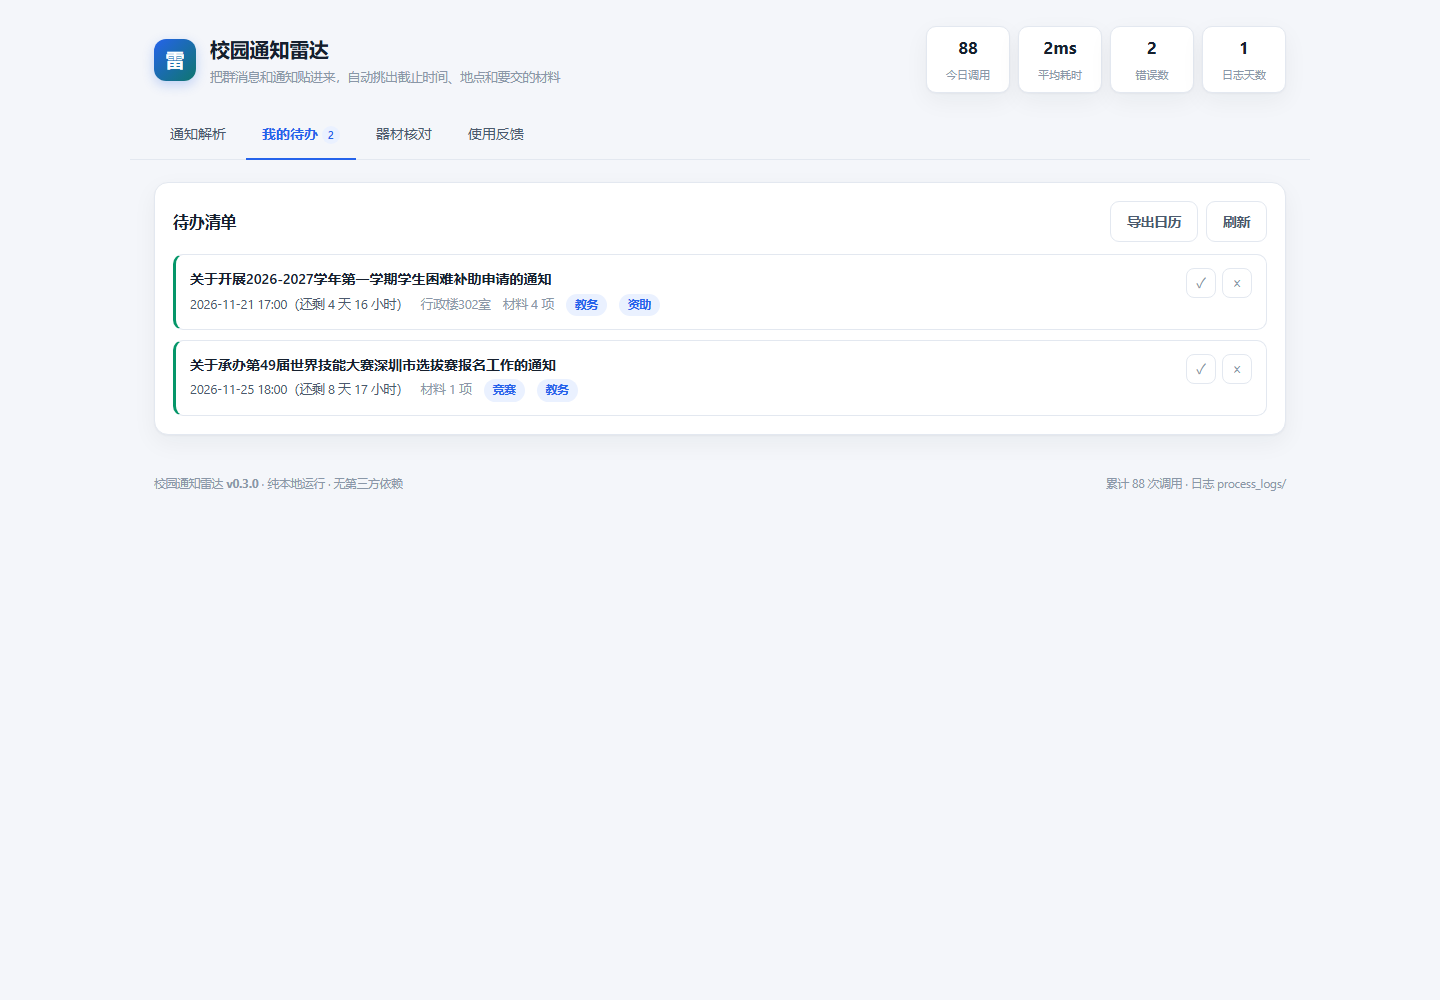 雷
校园通知雷达
把群消息和通知贴进来，自动挑出截止时间、地点和要交的材料
88
今日调用
2ms
平均耗时
2
错误数
1
日志天数
通知解析 我的待办 2 器材核对 使用反馈
待办清单 导出日历 刷新
关于开展2026-2027学年第一学期学生困难补助申请的通知 ✓ ×
2026-11-21 17:00（还剩 4 天 16 小时） 行政楼302室 材料 4 项 教务 资助
关于承办第49届世界技能大赛深圳市选拔赛报名工作的通知 ✓ ×
2026-11-25 18:00（还剩 8 天 17 小时） 材料 1 项 竞赛 教务
校园通知雷达 v0.3.0 · 纯本地运行 · 无第三方依赖 累计 88 次调用 · 日志 process_logs/